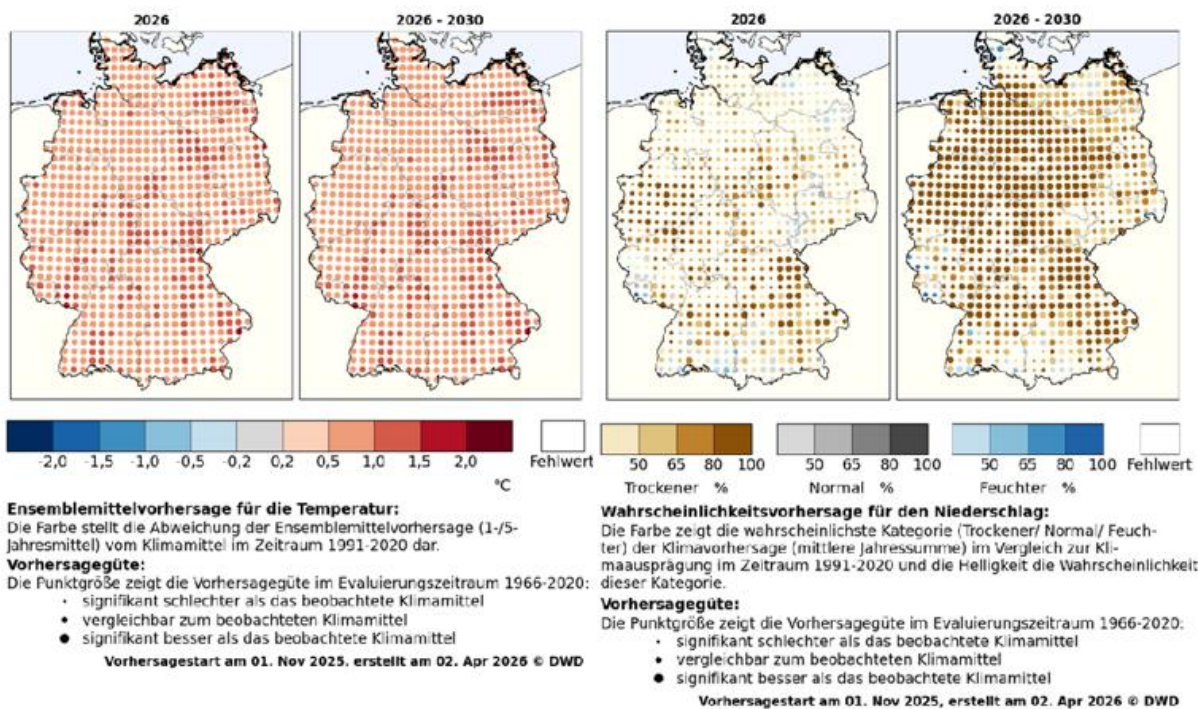 2026
2026 - 2030
2026
2026 - 2030
-2,0 -1,5 -1,0 -0,5 -0,2 0,2 0,5 1,0 1,5 2,0
°C
Fehlwert
50 65 80 100
Trockener %
50 65 80 100
Normal %
50 65 80 100
Feuchter %
Fehlwert
Ensemblemittelvorhersage für die Temperatur:
Die Farbe stellt die Abweichung der Ensemblemittelvorhersage (1-/5-
Jahresmittel) vom Klimamittel im Zeitraum 1991-2020 dar.
Vorhersagegüte:
Die Punktgröße zeigt die Vorhersagegüte im Evaluierungszeitraum 1966-2020:
signifikant schlechter als das beobachtete Klimamittel
vergleichbar zum beobachteten Klimamittel
signifikant besser als das beobachtete Klimamittel
Vorhersagestart am 01. Nov 2025. erstellt am 02. Apr 2026 © DWD
Wahrscheinlichkeitsvorhersage für den Niederschlag:
Die Farbe zeigt die wahrscheinlichste Kategorie (Trockener/ Normal/ Feuch-
ter) der Klimavorhersage (mittlere Jahressumme) im Vergleich zur Kli-
maausprägung im Zeitraum 1991-2020 und die Helligkeit die Wahrscheinlichkeit
dieser Kategorie.
Vorhersagegüte:
Die Punktgröße zeigt die Vorhersagegüte im Evaluierungszeitraum 1966-2020:
signifikant schlechter als das beobachtete Klimamittel
vergleichbar zum beobachteten Klimamittel
signifikant besser als das beobachtete Klimamittel
Vorhersagestart am 01. Nov 2025, erstellt am 02. Apr 2026 © DWD